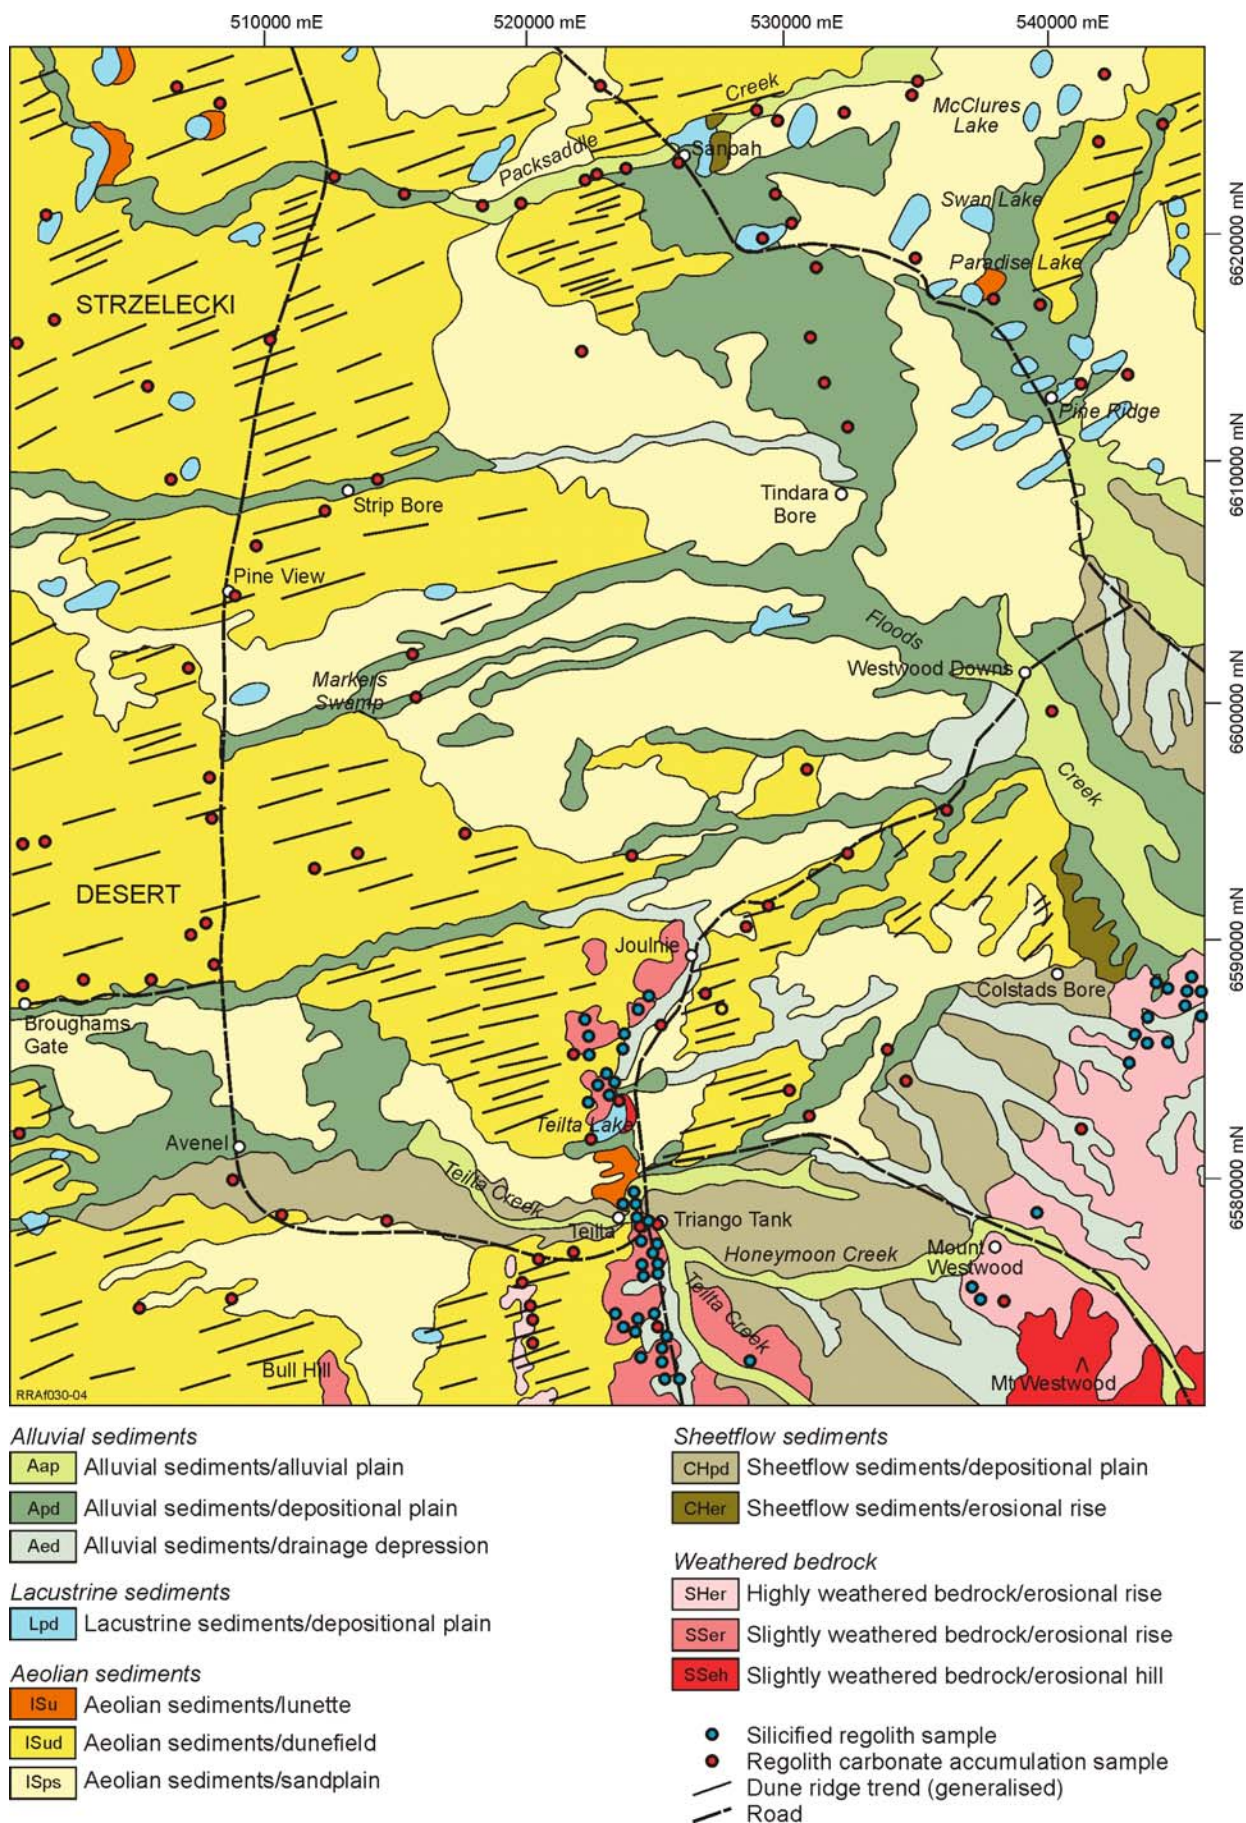 510000 mE
520000 mE
530000 mE
540000 mE
Creek
McClures
Lake
Packsaddle
Sanpah
Swan Lake
6620000 mN
Paradise Lake
STRZELECKI
Pine Ridge
6610000 mN
Strip Bore
Tindara
Bore
Pine View
Floods
Westwood Downs
Markers
Swamp
6600000 mN
Creek
DESERT
Joulnie
6590000 mN
Colstads Bore
Broughams
Gate
Teilta Lake
Avenel
Teilta Creek
6580000 mN
Teilta
Triango Tank
Honeymoon Creek
Mount
Westwood
Teilta Creek
Bull Hill
Mt Westwood
RRAf030-04
Alluvial sediments
Aap Alluvial sediments/alluvial plain
Apd Alluvial sediments/depositional plain
Aed Alluvial sediments/drainage depression
Lacustrine sediments
Lpd Lacustrine sediments/depositional plain
Aeolian sediments
ISu Aeolian sediments/lunette
ISud Aeolian sediments/dunefield
ISps Aeolian sediments/sandplain
Sheetflow sediments
CHpd Sheetflow sediments/depositional plain
CHer Sheetflow sediments/erosional rise
Weathered bedrock
SHer Highly weathered bedrock/erosional rise
SSer Slightly weathered bedrock/erosional rise
SSeh Slightly weathered bedrock/erosional hill
Silicified regolith sample
Regolith carbonate accumulation sample
Dune ridge trend (generalised)
Road